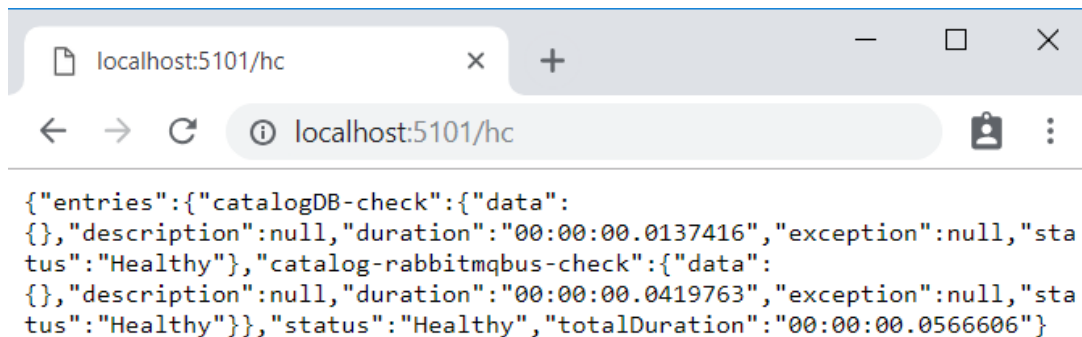 localhost:5101/hc
localhost:5101/hc
{"entries":{"catalogDB-check":{"data":
{},"description":null,"duration":"00:00:00.0137416","exception":null,"sta
tus":"Healthy"},"catalog-rabbitmqbus-check":{"data":
{},"description":null,"duration":"00:00:00.0419763","exception":null,"sta
tus":"Healthy"}},"status":"Healthy","totalDuration":"00:00:00.0566606"}